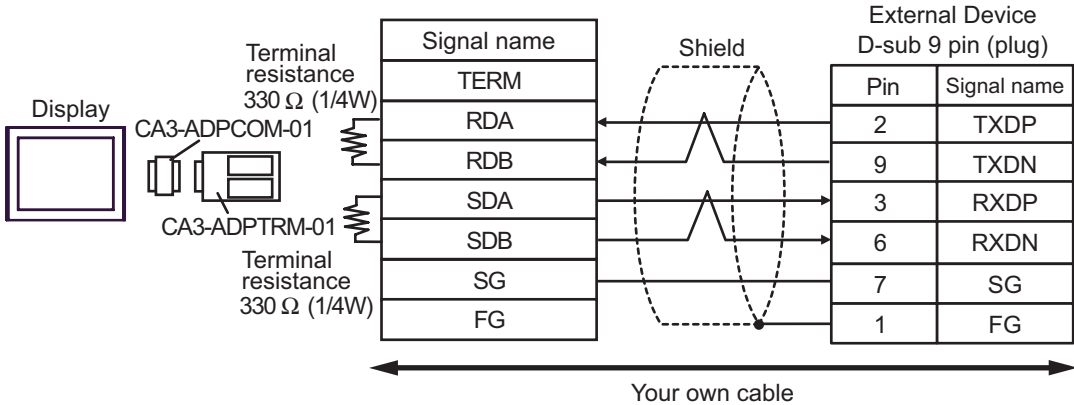 External Device
D-sub 9 pin (plug)
Signal name
Shield
Terminal
resistance
330 Ω (1/4W)
TERM
Pin
Signal name
Display
CA3-ADPCOM-01
RDA
2
TXDP
RDB
9
TXDN
SDA
3
RXDP
CA3-ADPTRM-01
SDB
6
RXDN
Terminal
resistance
330 Ω (1/4W)
SG
7
SG
FG
1
FG
Your own cable